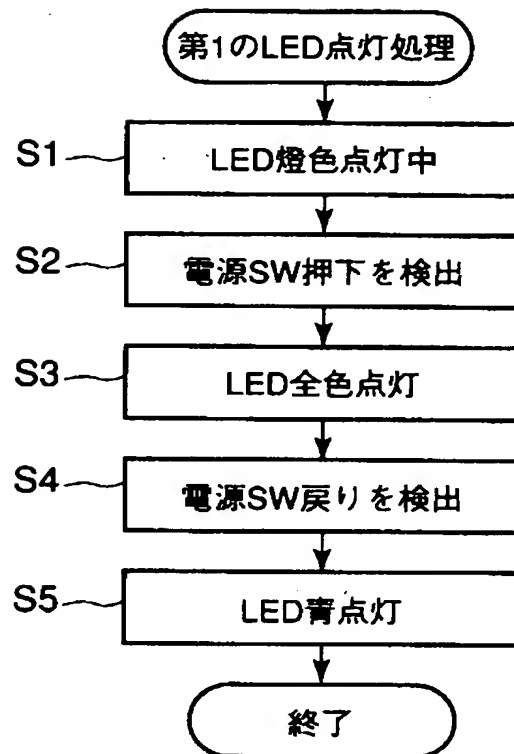 第1のLED点灯処理
S1 LED燈色点灯中
S2 電源SW押下を検出
S3 LED全色点灯
S4 電源SW戻りを検出
S5 LED青点灯
終了